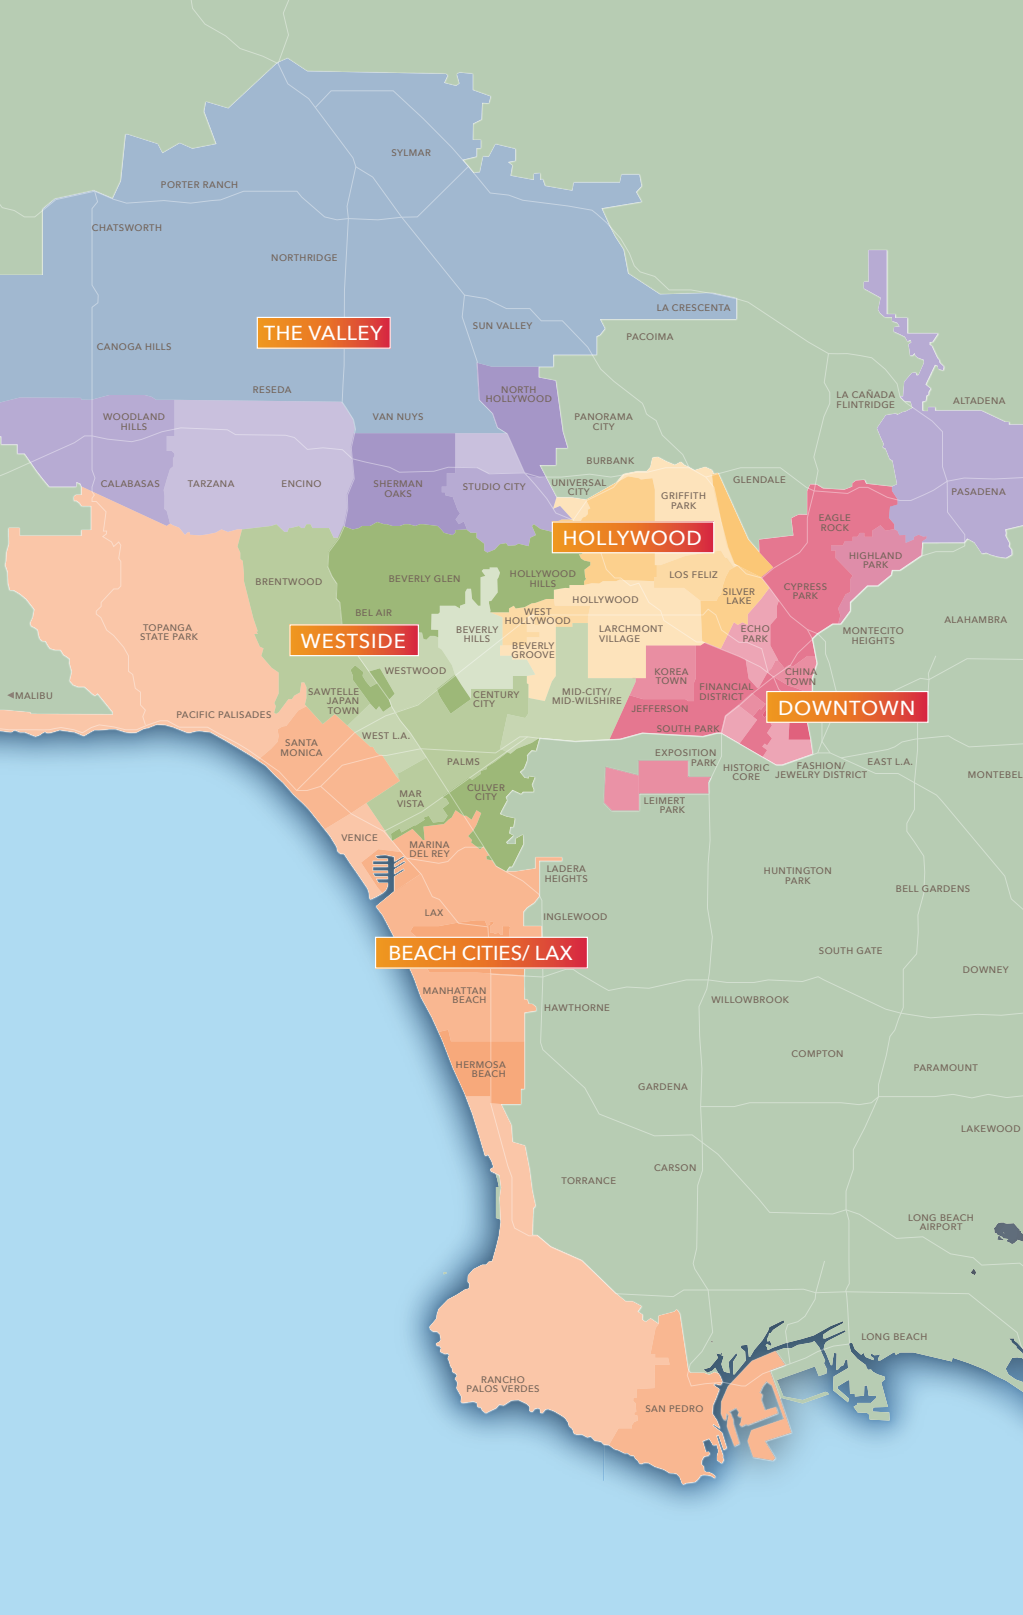 SYLMAR
PORTER RANCH
CHATSWORTH
NORTHRIDGE
LA CRESCENTA
THE VALLEY
SUN VALLEY
PACOIMA
CANOGA HILLS
RESEDA
NORTH
HOLLYWOOD
LA CAÑADA
FLINTRIDGE
ALTADENA
WOODLAND
HILLS
VAN NUYS
PANORAMA
CITY
BURBANK
CALABASAS
TARZANA
ENCINO
SHERMAN
OAKS
STUDIO CITY
UNIVERSAL
CITY
GLENDALE
GRIFFITH
PARK
PASADENA
EAGLE
ROCK
HOLLYWOOD
HIGHLAND
PARK
BRENTWOOD
BEVERLY GLEN
HOLLYWOOD
HILLS
LOS FELIZ
CYPRESS
PARK
SILVER
LAKE
HOLLYWOOD
BEL AIR
WEST
HOLLYWOOD
ALAHAMBRA
TOPANGA
STATE PARK
WESTSIDE
BEVERLY
HILLS
LARCHMONT
VILLAGE
ECHO
PARK
MONTECITO
HEIGHTS
BEVERLY
GROOVE
WESTWOOD
KOREA
TOWN
CHINA
TOWN
MALIBU
SAWTELLE
JAPAN
TOWN
CENTURY
CITY
MID-CITY/
MID-WILSHIRE
FINANCIAL
DISTRICT
JEFFERSON
DOWNTOWN
PACIFIC PALISADES
SOUTH PARK
WEST L.A.
SANTA
MONICA
EXPOSITION
PARK
PALMS
HISTORIC
CORE
FASHION/
JEWELRY DISTRICT
EAST L.A.
MONTEBEL
MAR
VISTA
CULVER
CITY
LEIMERT
PARK
VENICE
MARINA
DEL REY
LADERA
HEIGHTS
HUNTINGTON
PARK
BELL GARDENS
LAX
INGLEWOOD
BEACH CITIES/ LAX
SOUTH GATE
DOWNEY
MANHATTAN
BEACH
HAWTHORNE
WILLOWBROOK
COMPTON
HERMOSA
BEACH
PARAMOUNT
GARDENA
LAKEWOOD
CARSON
TORRANCE
LONG BEACH
AIRPORT
LONG BEACH
RANCHO
PALOS VERDES
SAN PEDRO